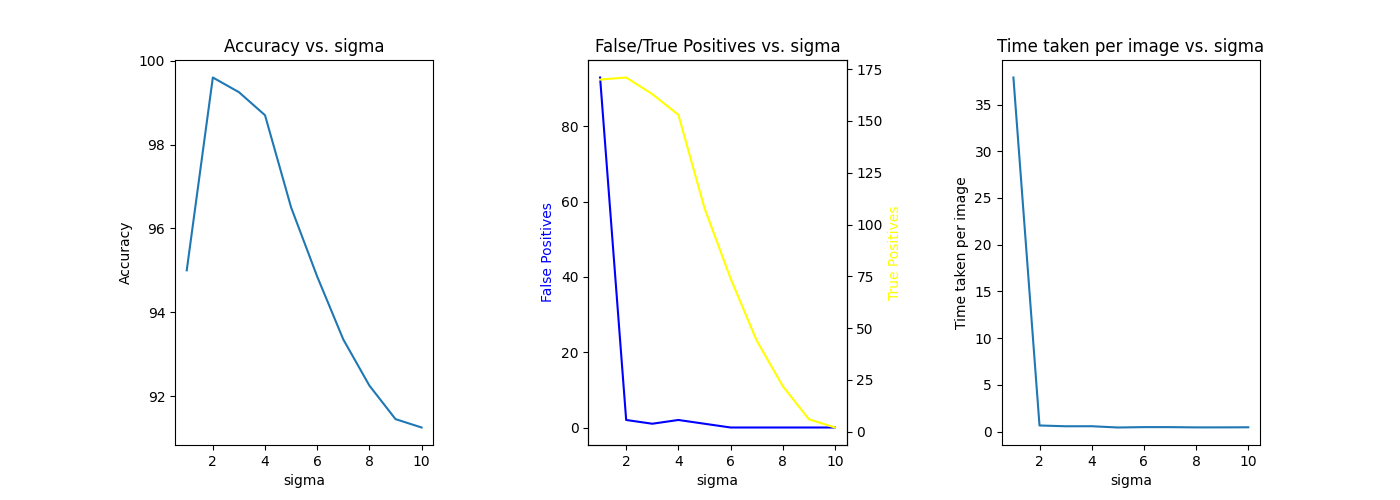 Accuracy vs. sigma
100
98
96
94
92
Accuracy
2 4 6 8 10
sigma
False/True Positives vs. sigma
80
60
40
20
0
False Positives
175
150
125
100
75
50
25
0
True Positives
2 4 6 8 10
sigma
Time taken per image vs. sigma
35
30
25
20
15
10
5
0
Time taken per image
2 4 6 8 10
sigma